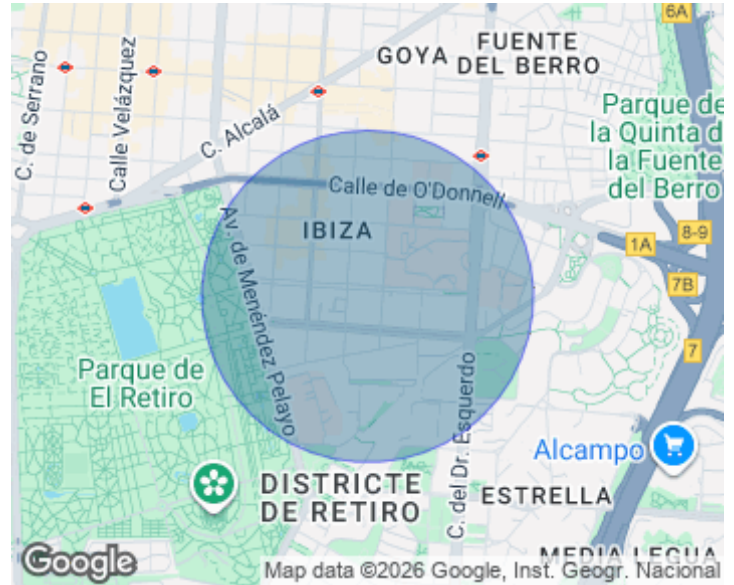 6A
GOYA
FUENTE
DEL BERRO
C. de Serrano
Calle Velázquez
C. Alcalá
Parque de
la Quinta d
la Fuente
del Berro
Calle de O'Donnell
IBIZA
Av. de Menéndez Pelayo
8-9
1A
7B
7
Parque de
El Retiro
C. del Dr. Esquerdo
Alcampo
DISTRICTE
DE RETIRO
ESTRELLA
MEDIA LEGUA
Google
Map data ©2026 Google, Inst. Geogr. Nacional